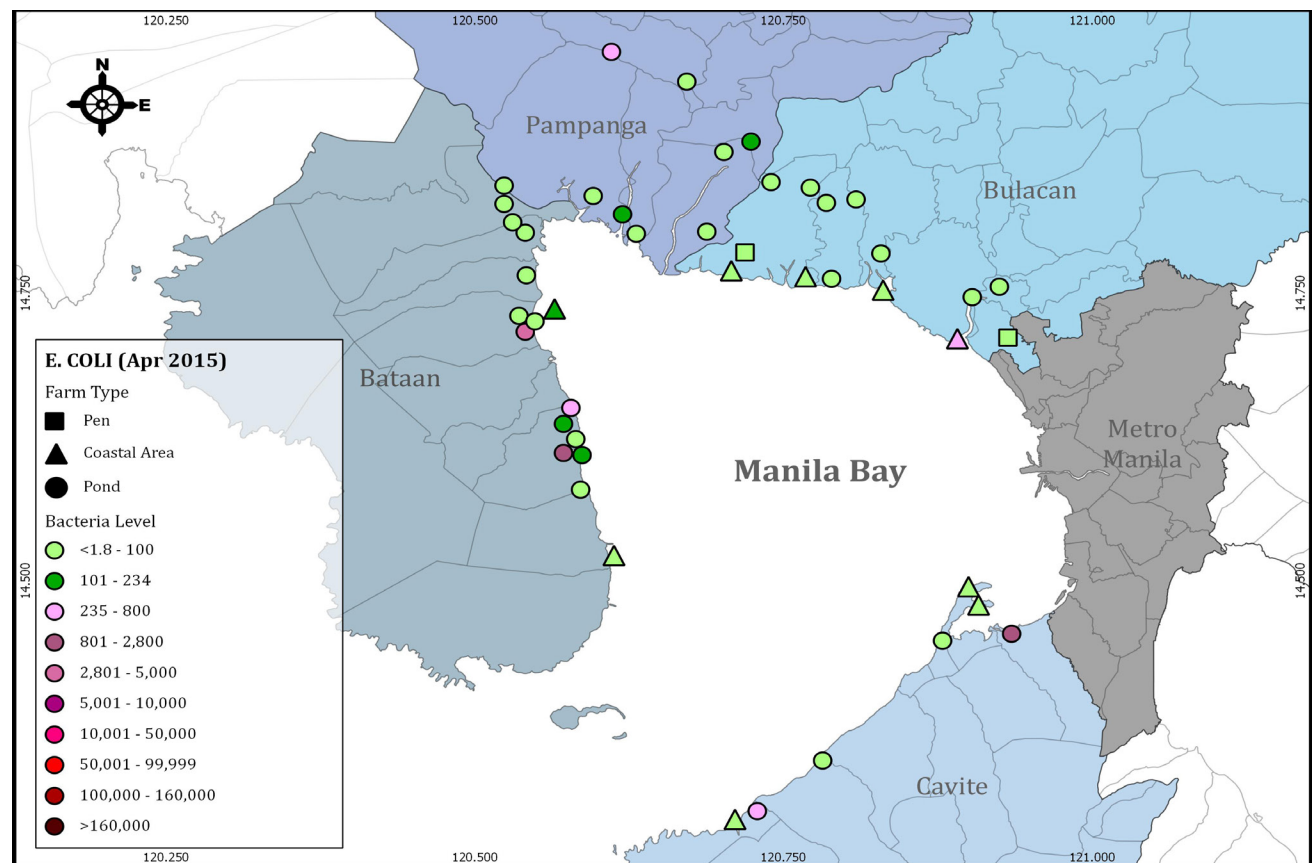 120.250 120.500 120.750 121.000
N
E
Pampanga
Bulacan
14.750 14.750
E. COLI (Apr 2015)
Farm Type
Pen
Coastal Area
Pond
Bacteria Level
<1.8 - 100
101 - 234
235 - 800
801 - 2,800
2,801 - 5,000
5,001 - 10,000
10,001 - 50,000
50,001 - 99,999
100,000 - 160,000
>160,000
Bataan
Metro
Manila
Manila Bay
14.500 14.500
Cavite
120.250 120.500 120.750 121.000